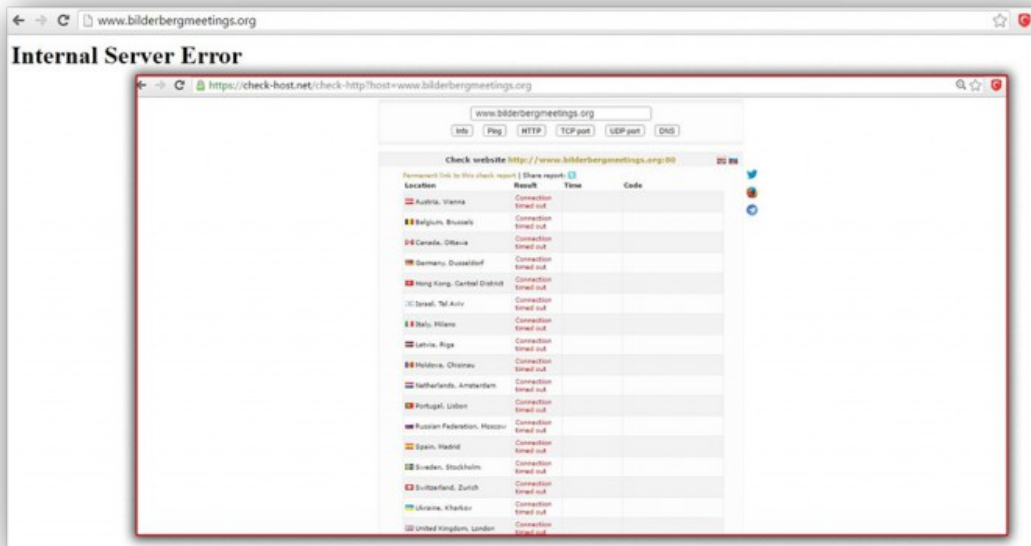 www.bilderbergmeetings.org
Internal Server Error
https://check-host.net/check-http?host=www.bilderbergmeetings.org
www.bilderbergmeetings.org
Info Ping HTTP TCP port UDP port DNS
Check website http://www.bilderbergmeetings.org:80
Permanent link to this check report | Share report:
Location Result Time Code
Austria, Vienna Connection
timed out
Belgium, Brussels Connection
timed out
Canada, Ottawa Connection
timed out
Germany, Dusseldorf Connection
timed out
Hong Kong, Central District Connection
timed out
Israel, Tel Aviv Connection
timed out
Italy, Milano Connection
timed out
Latvia, Riga Connection
timed out
Moldova, Chisinau Connection
timed out
Netherlands, Amsterdam Connection
timed out
Portugal, Lisbon Connection
timed out
Russian Federation, Moscow Connection
timed out
Spain, Madrid Connection
timed out
Sweden, Stockholm Connection
timed out
Switzerland, Zurich Connection
timed out
Ukraine, Kharkov Connection
timed out
United Kingdom, London Connection
timed out